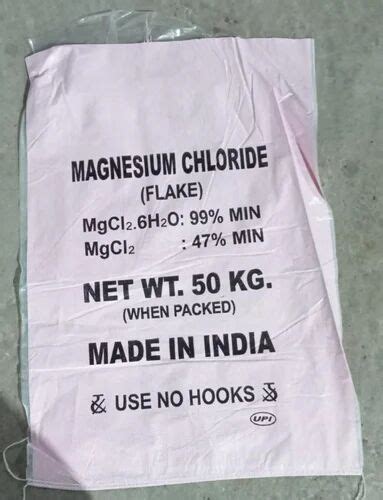 MAGNESIUM CHLORIDE
(FLAKE)
MgCl₂.6H₂O: 99% MIN
MgCl₂ : 47% MIN
NET WT. 50 KG.
(WHEN PACKED)
MADE IN INDIA
USE NO HOOKS
UPI